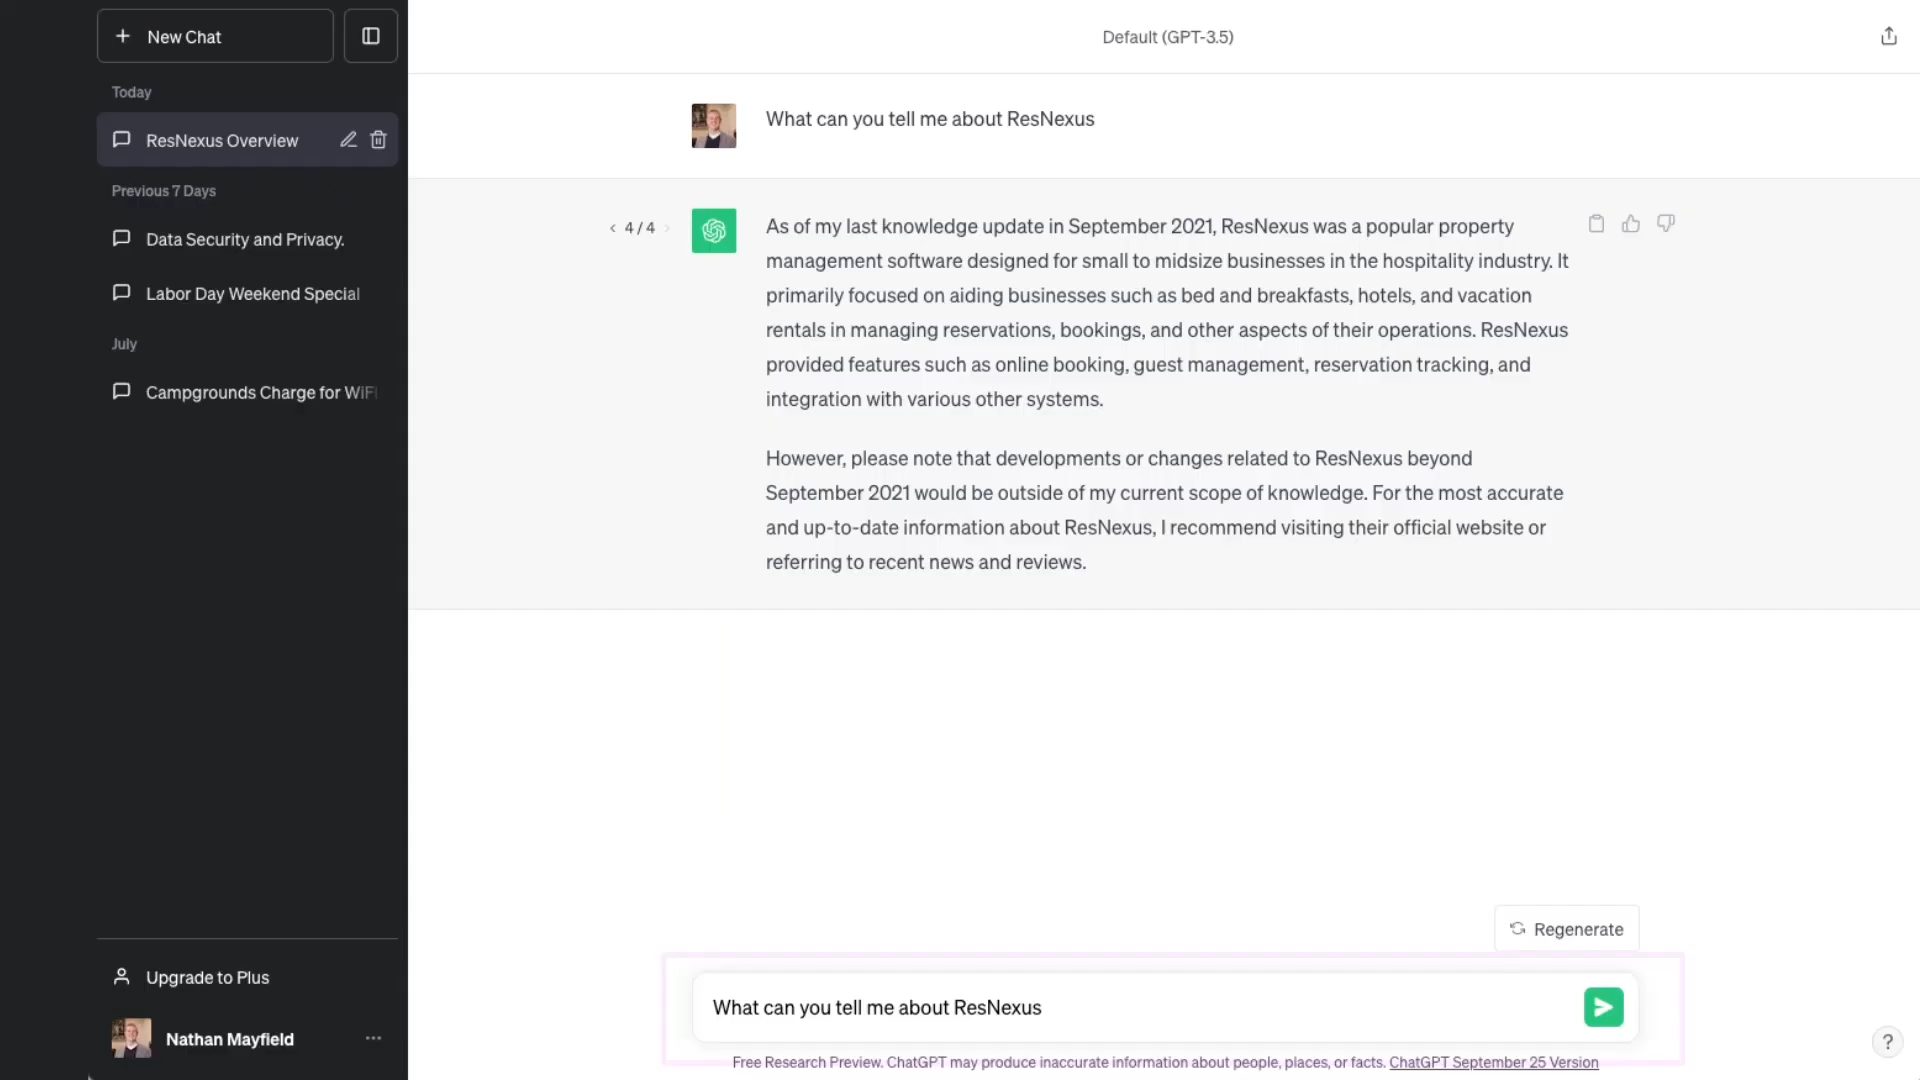 New Chat
Today
ResNexus Overview
Previous 7 Days
Data Security and Privacy.
Labor Day Weekend Special
July
Campgrounds Charge for WiFi
Upgrade to Plus
Nathan Mayfield
Default (GPT-3.5)
What can you tell me about ResNexus
4 / 4
As of my last knowledge update in September 2021, ResNexus was a popular property
management software designed for small to midsize businesses in the hospitality industry. It
primarily focused on aiding businesses such as bed and breakfasts, hotels, and vacation
rentals in managing reservations, bookings, and other aspects of their operations. ResNexus
provided features such as online booking, guest management, reservation tracking, and
integration with various other systems.
However, please note that developments or changes related to ResNexus beyond
September 2021 would be outside of my current scope of knowledge. For the most accurate
and up-to-date information about ResNexus, I recommend visiting their official website or
referring to recent news and reviews.
Regenerate
What can you tell me about ResNexus
Free Research Preview. ChatGPT may produce inaccurate information about people, places, or facts. ChatGPT September 25 Version
?